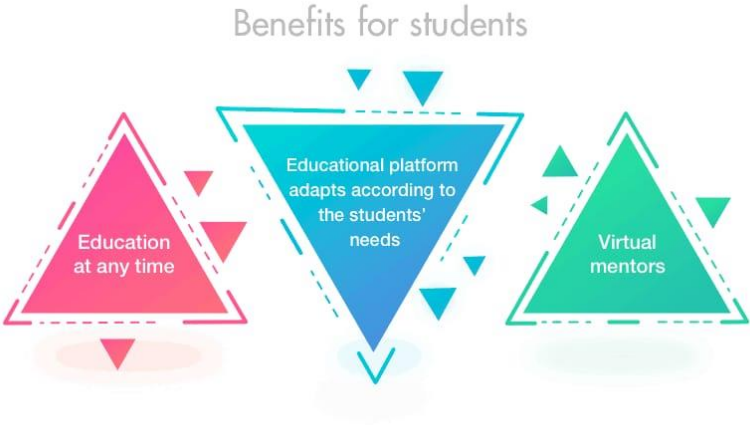 Benefits for students
Education
at any time
Educational platform
adapts according to
the students'
needs
Virtual
mentors